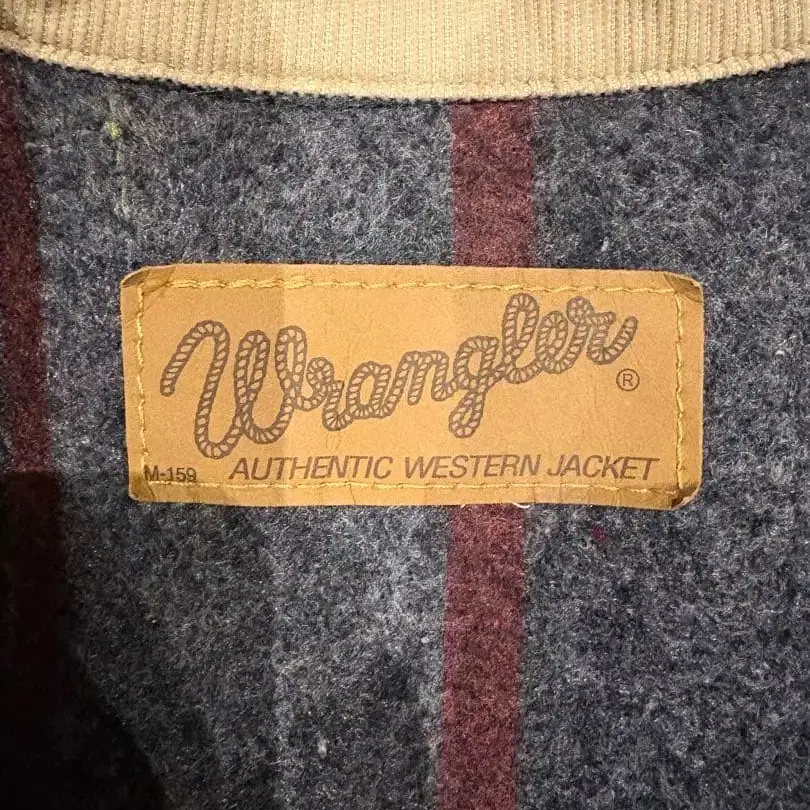 Wrangler ®
M-159 AUTHENTIC WESTERN JACKET